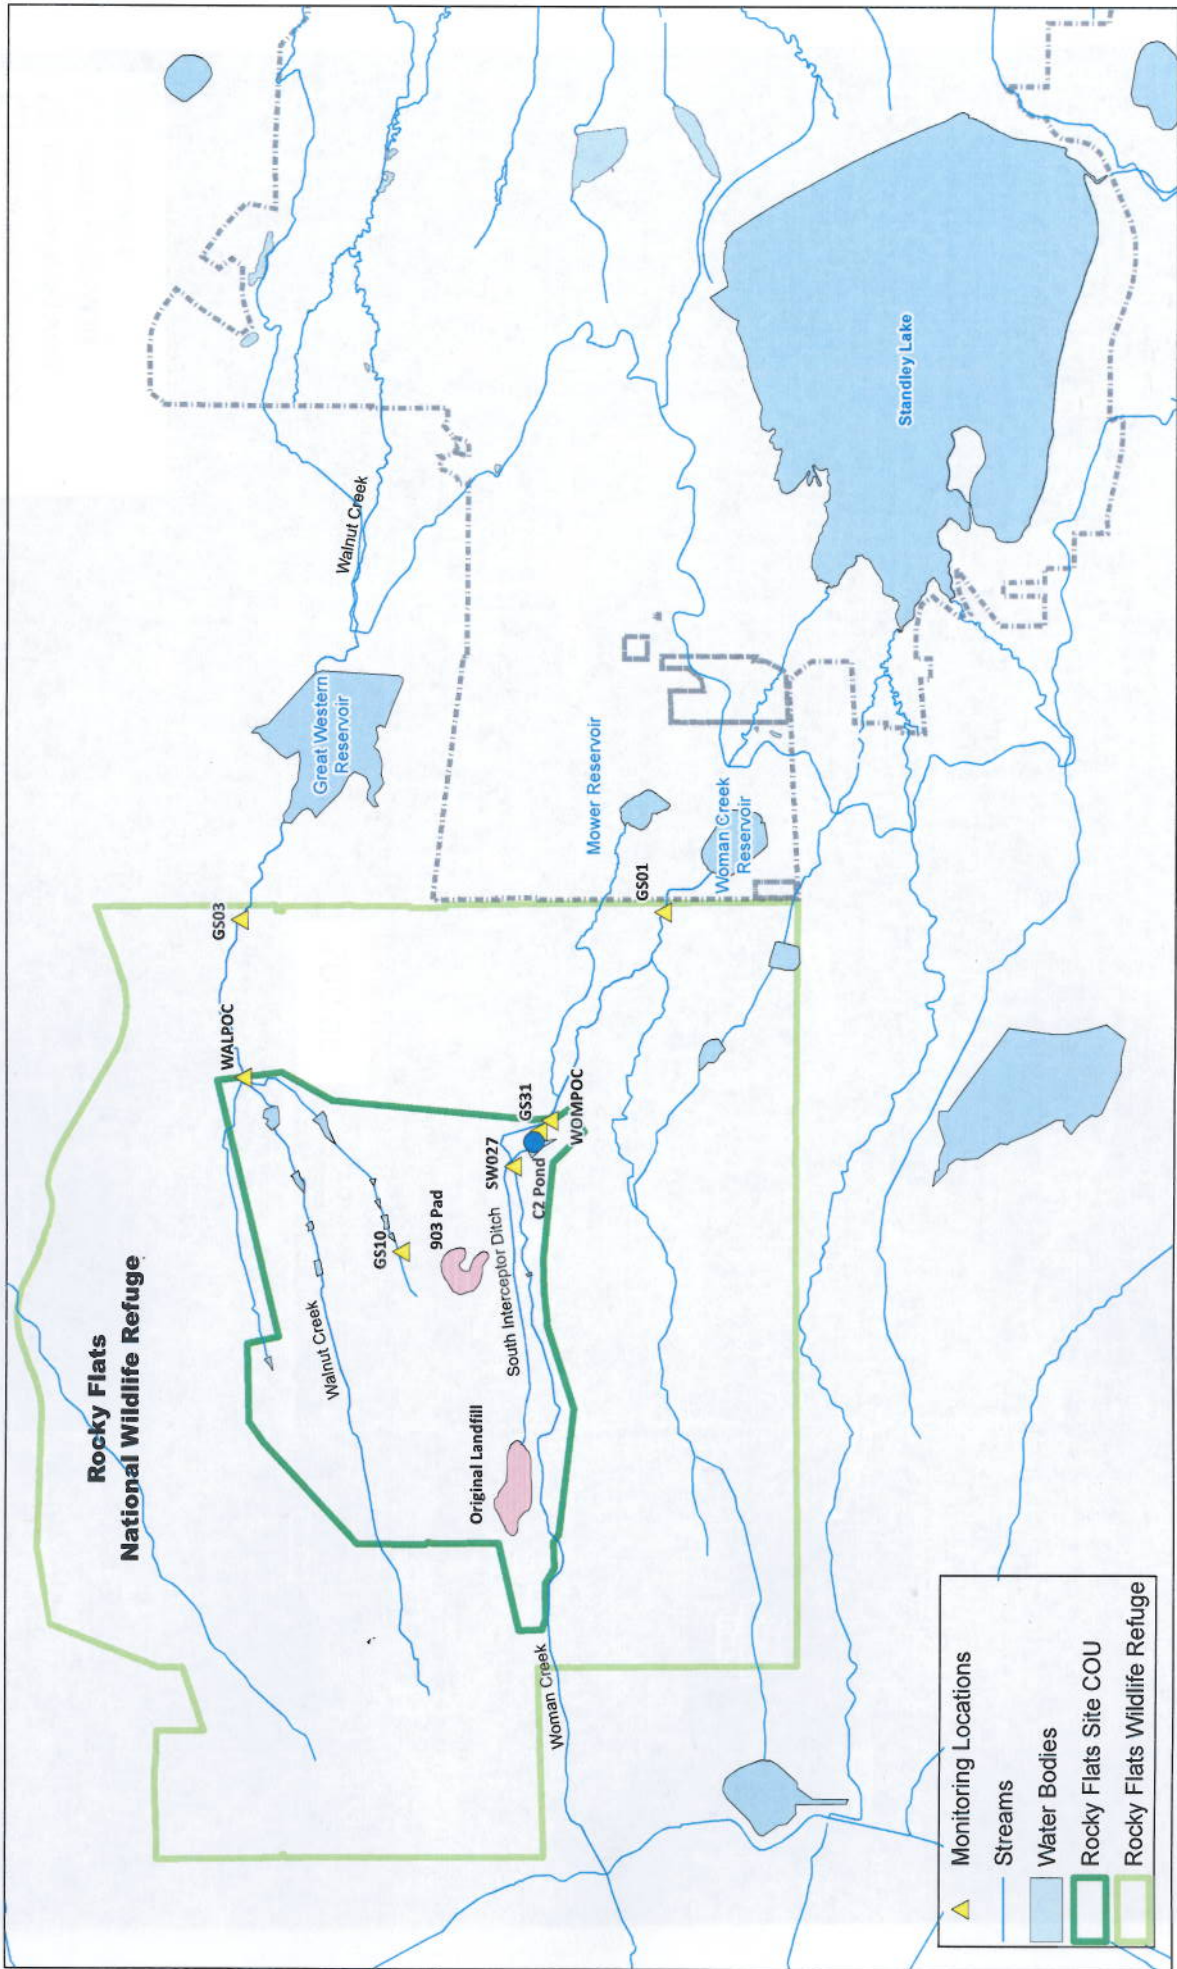 Rocky Flats
National Wildlife Refuge
Walnut Creek
Great Western
Reservoir
GS03
WALPOC
Walnut Creek
GS10
903 Pad
Original Landfill
South Interceptor Ditch
SW027
C2 Pond
GS31
WOMPOC
Woman Creek
Mower Reservoir
GS01
Woman Creek
Reservoir
Standley Lake
Monitoring Locations
Streams
Water Bodies
Rocky Flats Site COU
Rocky Flats Wildlife Refuge